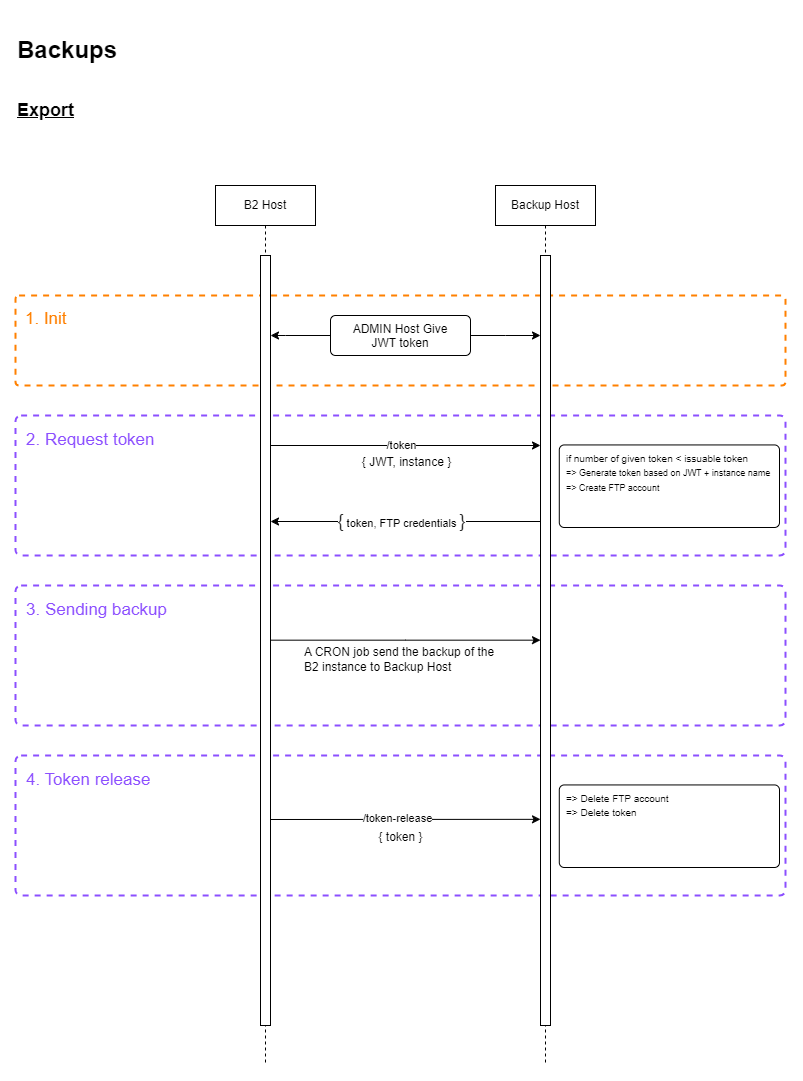 Backups
Export
B2 Host
Backup Host
1. Init
ADMIN Host Give
JWT token
2. Request token
/token
{ JWT, instance }
if number of given token < issuable token
=> Generate token based on JWT + instance name
=> Create FTP account
{ token, FTP credentials }
3. Sending backup
A CRON job send the backup of the
B2 instance to Backup Host
4. Token release
/token-release
{ token }
=> Delete FTP account
=> Delete token